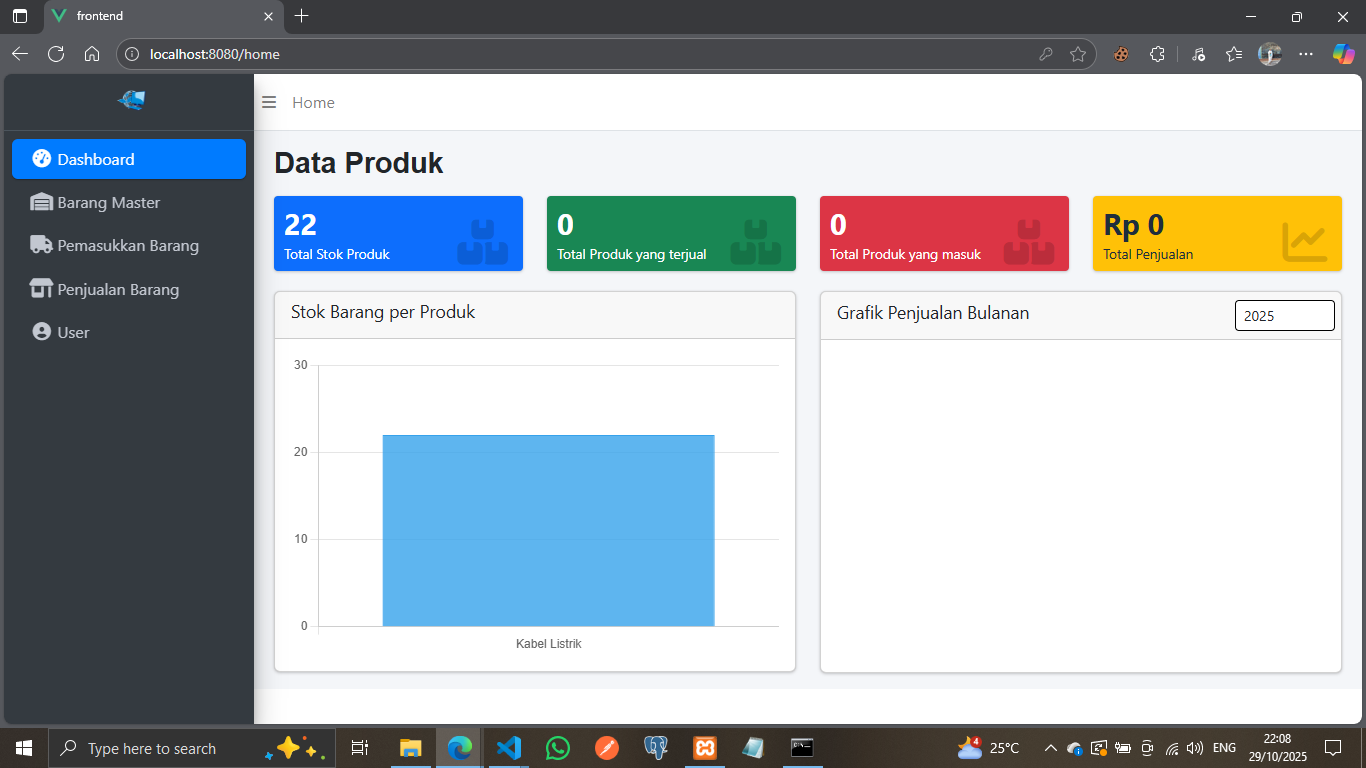 frontend
localhost:8080/home
Home
Dashboard
Barang Master
Pemasukkan Barang
Penjualan Barang
User
Data Produk
22
Total Stok Produk
0
Total Produk yang terjual
0
Total Produk yang masuk
Rp 0
Total Penjualan
Stok Barang per Produk
30
20
10
0
Kabel Listrik
Grafik Penjualan Bulanan
2025
Type here to search
4
25°C
ENG
22:08
29/10/2025